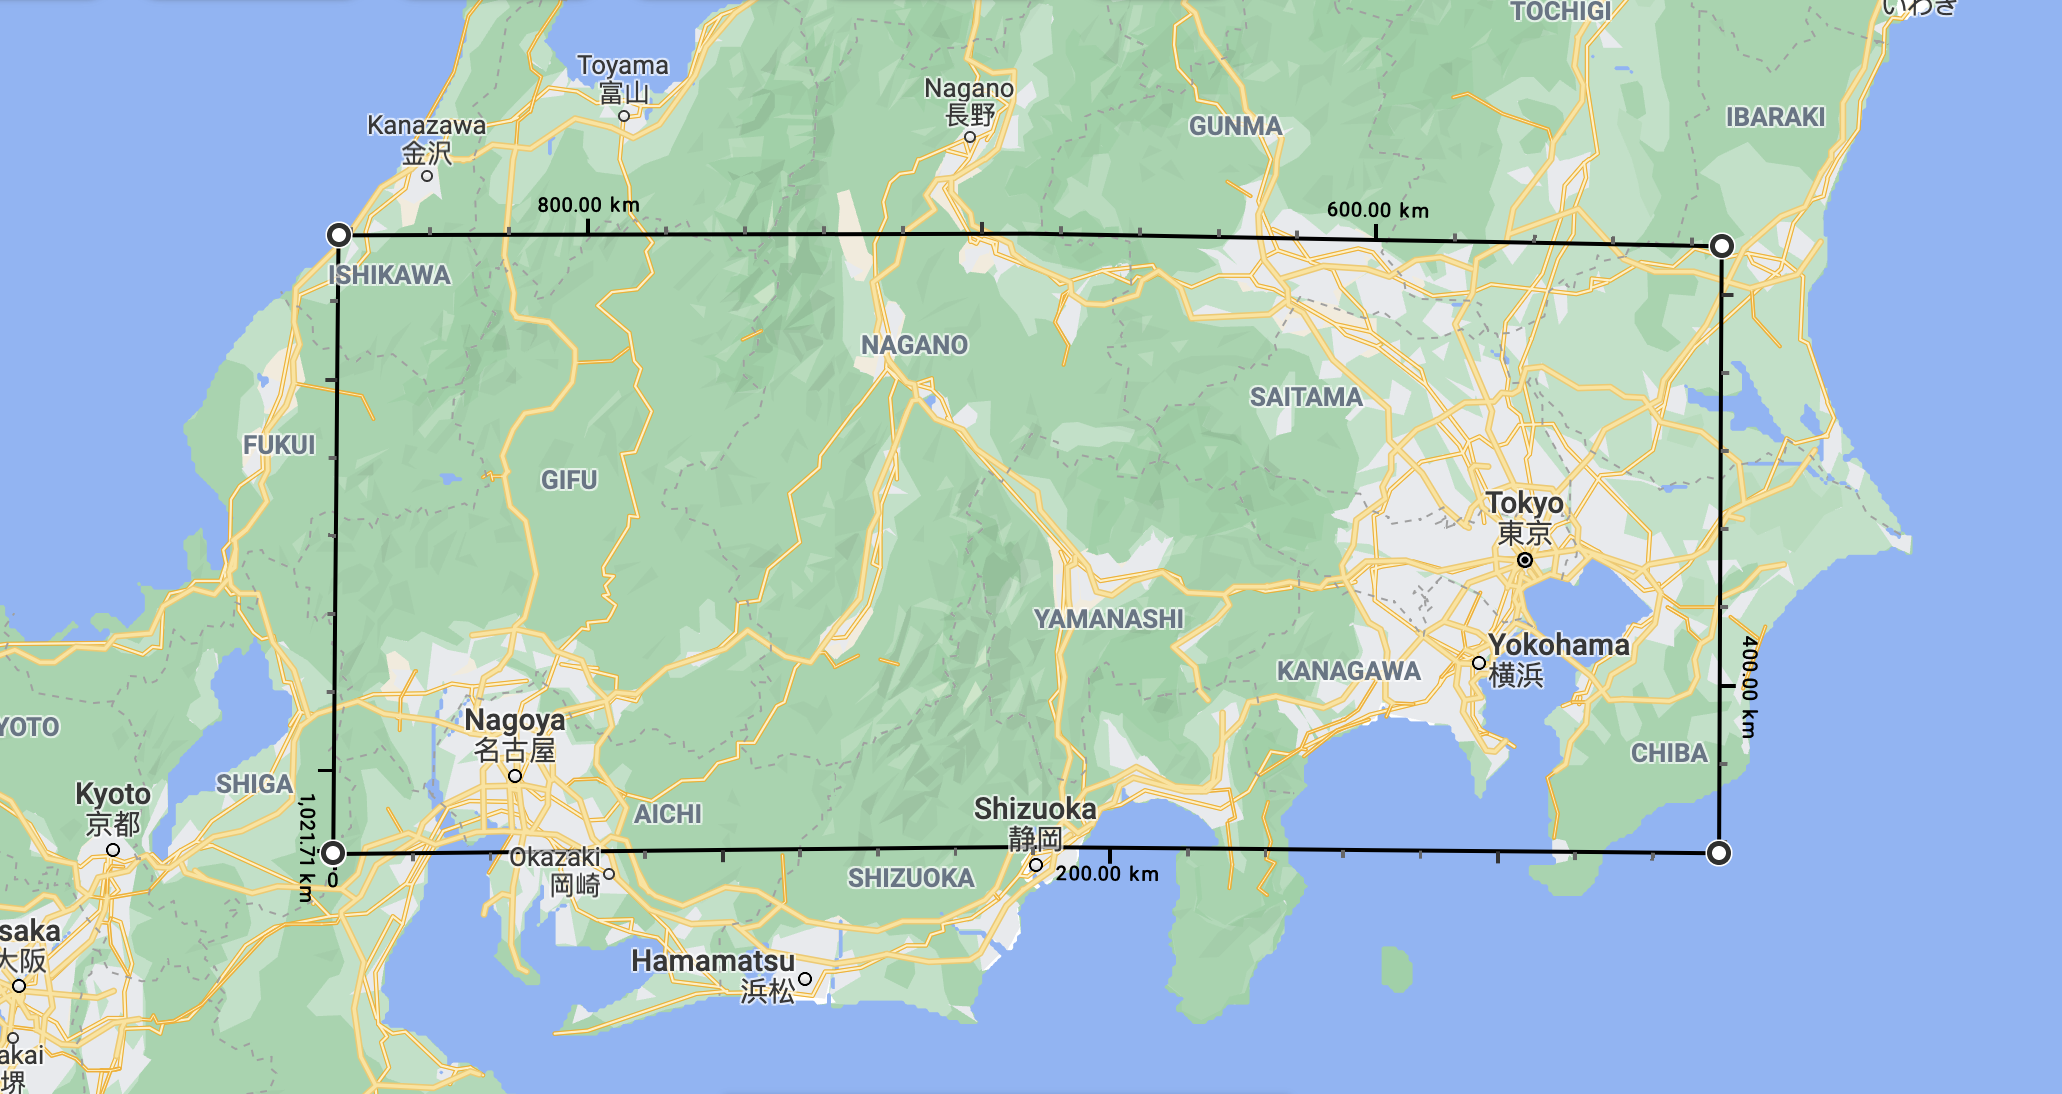 TOCHIGI
いわき
Toyama
富山
Nagano
長野
IBARAKI
Kanazawa
金沢
GUNMA
800.00 km
600.00 km
ISHIKAWA
NAGANO
SAITAMA
FUKUI
GIFU
Tokyo
東京
YAMANASHI
Yokohama
横浜
KANAGAWA
400.00 km
Nagoya
名古屋
YOTO
CHIBA
SHIGA
Kyoto
京都
AICHI
Shizuoka
静岡
1,021.71 km
0
Okazaki
岡崎
SHIZUOKA
200.00 km
saka
大阪
Hamamatsu
浜松
akai
堺